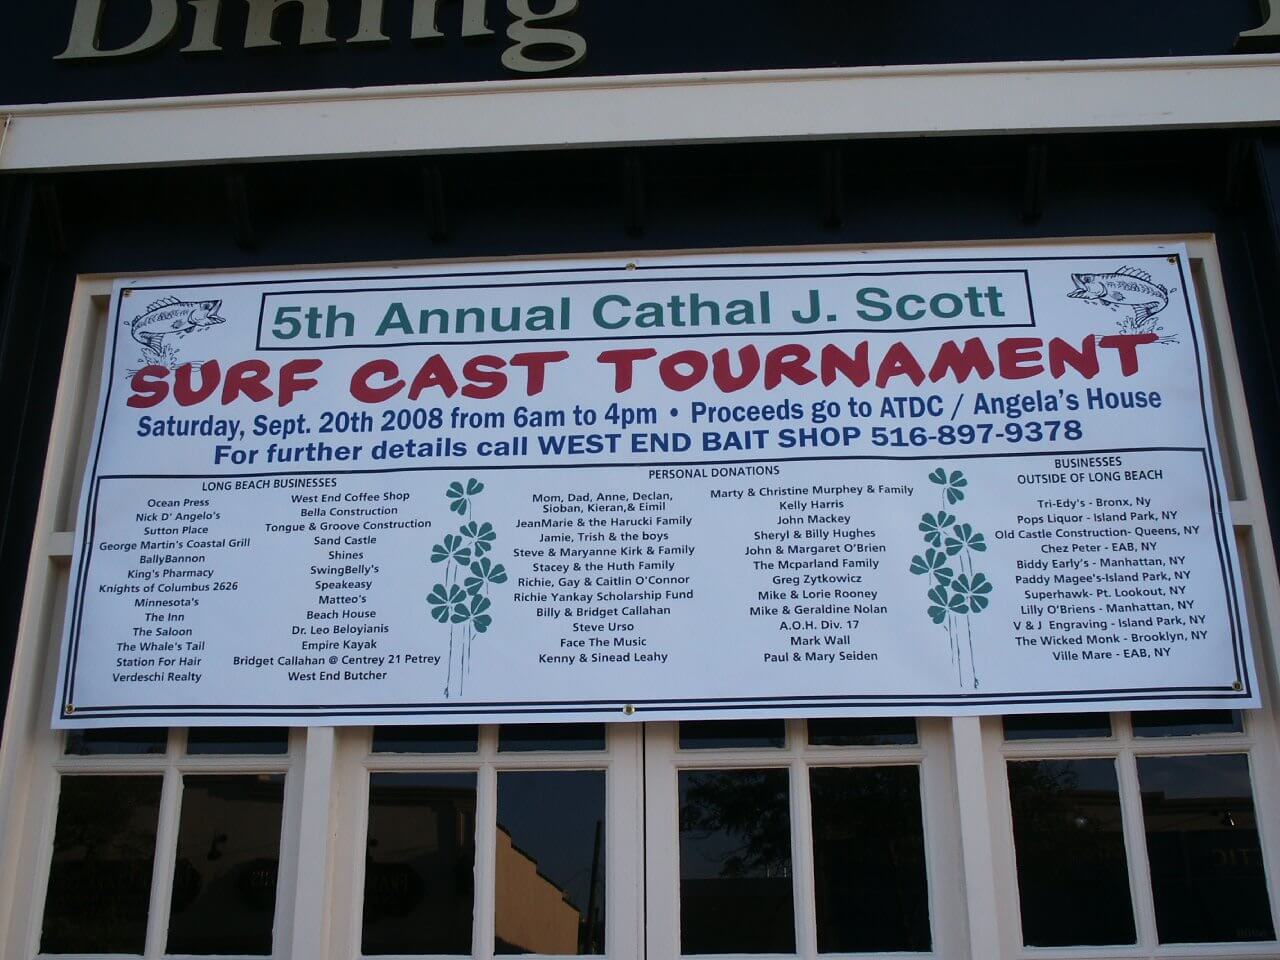 Dining
5th Annual Cathal J. Scott
SURF CAST TOURNAMENT
Saturday, Sept. 20th 2008 from 6am to 4pm • Proceeds go to ATDC / Angela's House
For further details call WEST END BAIT SHOP 516-897-9378
LONG BEACH BUSINESSES
Ocean Press
Nick D' Angelo's
Sutton Place
George Martin's Coastal Grill
BallyBannon
King's Pharmacy
Knights of Columbus 2626
Minnesota's
The Inn
The Saloon
The Whale's Tail
Station For Hair
Verdeschi Realty
West End Coffee Shop
Bella Construction
Tongue & Groove Construction
Sand Castle
Shines
SwingBelly's
Speakeasy
Matteo's
Beach House
Dr. Leo Beloyianis
Empire Kayak
Bridget Callahan @ Centrey 21 Petrey
West End Butcher
PERSONAL DONATIONS
Mom, Dad, Anne, Declan,
Sioban, Kieran,& Eimil
JeanMarie & the Harucki Family
Jamie, Trish & the boys
Steve & Maryanne Kirk & Family
Stacey & the Huth Family
Richie, Gay & Caitlin O'Connor
Richie Yankay Scholarship Fund
Billy & Bridget Callahan
Steve Urso
Face The Music
Kenny & Sinead Leahy
Marty & Christine Murphey & Family
Kelly Harris
John Mackey
Sheryl & Billy Hughes
John & Margaret O'Brien
The Mcparland Family
Greg Zytkowicz
Mike & Lorie Rooney
Mike & Geraldine Nolan
A.O.H. Div. 17
Mark Wall
Paul & Mary Seiden
BUSINESSES
OUTSIDE OF LONG BEACH
Tri-Edy's - Bronx, Ny
Pops Liquor - Island Park, NY
Old Castle Construction- Queens, NY
Chez Peter - EAB, NY
Biddy Early's - Manhattan, NY
Paddy Magee's-Island Park, NY
Superhawk- Pt. Lookout, NY
Lilly O'Briens - Manhattan, NY
V & J Engraving - Island Park, NY
The Wicked Monk - Brooklyn, NY
Ville Mare - EAB, NY